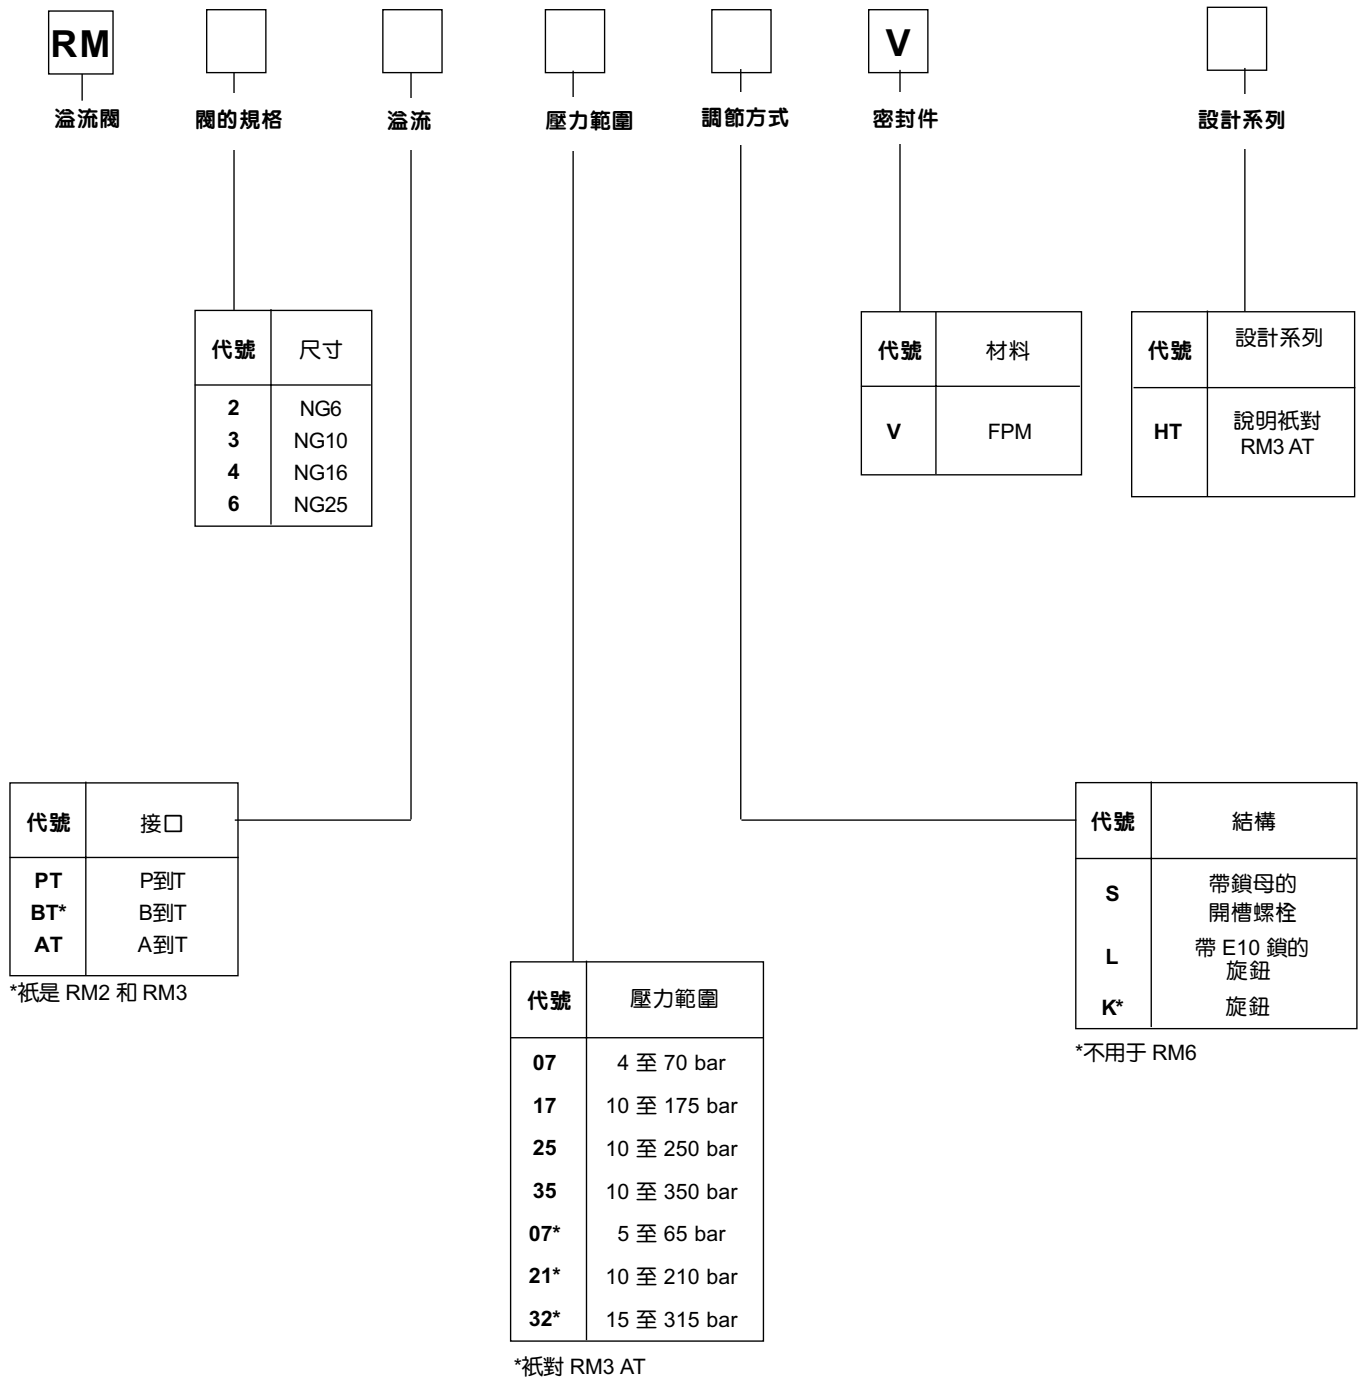 RM V
溢流閥 閥的規格 溢流 壓力範圍 調節方式 密封件 設計系列
代號 尺寸
2 NG6
3 NG10
4 NG16
6 NG25
代號 材料
V FPM
代號 設計系列
HT 說明衹對
RM3 AT
代號 接口
PT P到T
BT* B到T
AT A到T
*衹是 RM2 和 RM3
代號 壓力範圍
07 4 至 70 bar
17 10 至 175 bar
25 10 至 250 bar
35 10 至 350 bar
07* 5 至 65 bar
21* 10 至 210 bar
32* 15 至 315 bar
*衹對 RM3 AT
代號 結構
S 帶鎖母的
開槽螺栓
L 帶 E10 鎖的
旋鈕
K* 旋鈕
*不用于 RM6